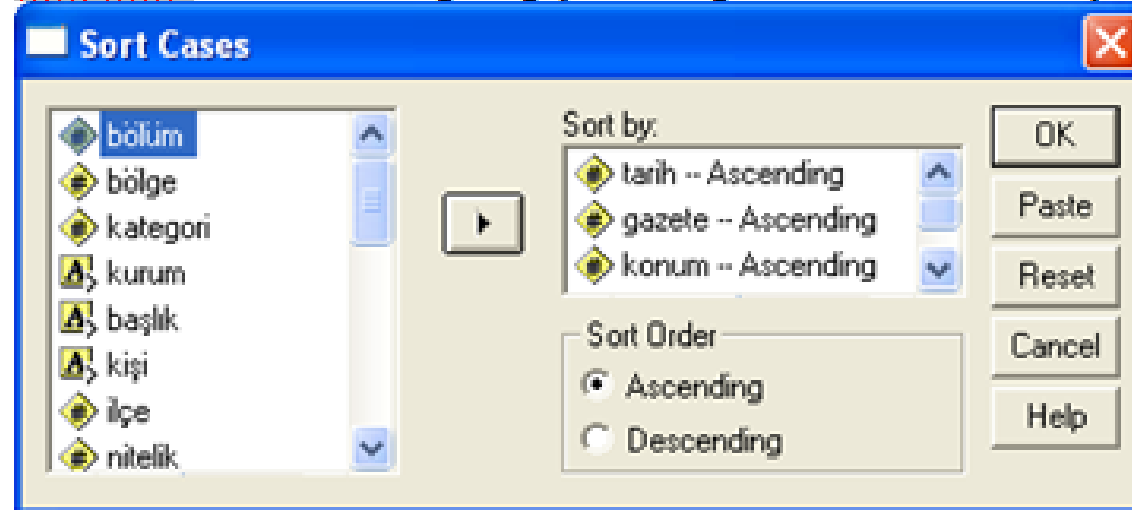 Sort Cases
bölüm
bölge
kategori
kurum
başlık
kişi
ilçe
nitelik
Sort by:
tarih -- Ascending
gazete -- Ascending
konum -- Ascending
Sort Order
Ascending
Descending
OK
Paste
Reset
Cancel
Help